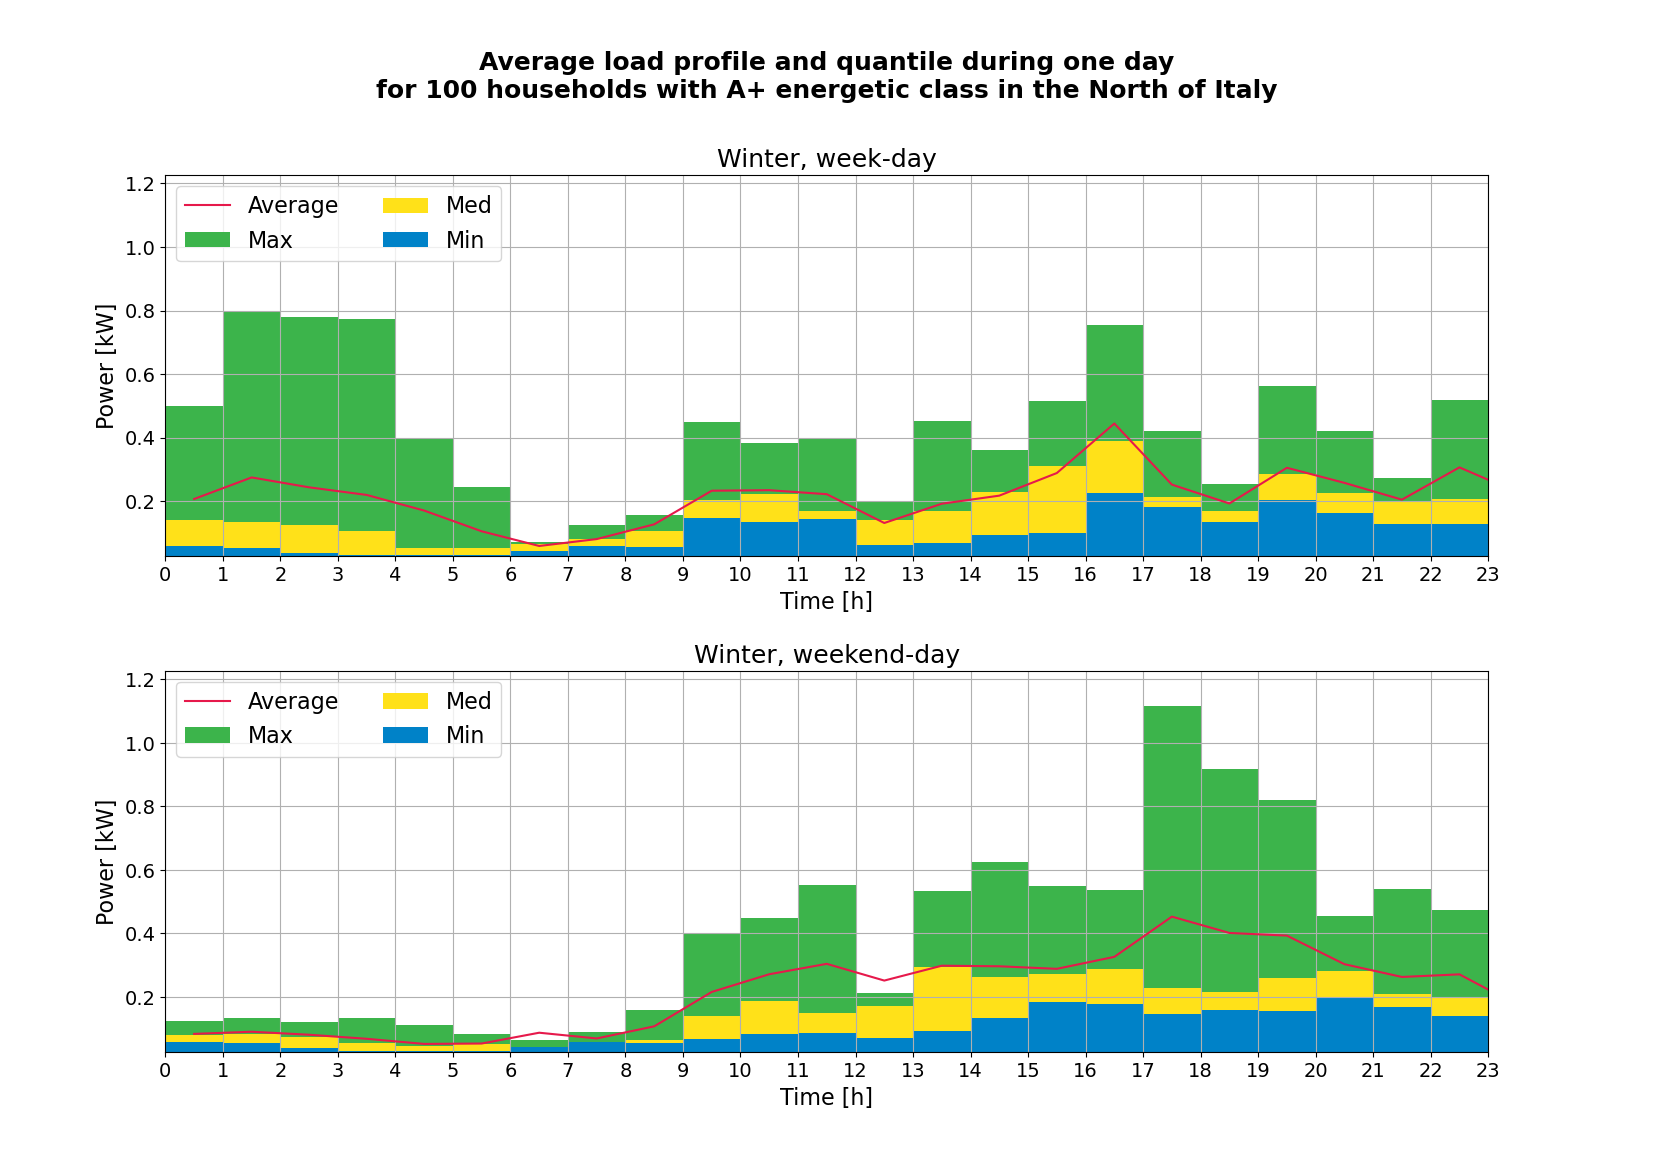 Average load profile and quantile during one day
for 100 households with A+ energetic class in the North of Italy
Winter, week-day
Average Med
Max Min
1.2
1.0
0.8
0.6
0.4
0.2
Power [kW]
0 1 2 3 4 5 6 7 8 9 10 11 12 13 14 15 16 17 18 19 20 21 22 23
Time [h]
Winter, weekend-day
Average Med
Max Min
1.2
1.0
0.8
0.6
0.4
0.2
Power [kW]
0 1 2 3 4 5 6 7 8 9 10 11 12 13 14 15 16 17 18 19 20 21 22 23
Time [h]